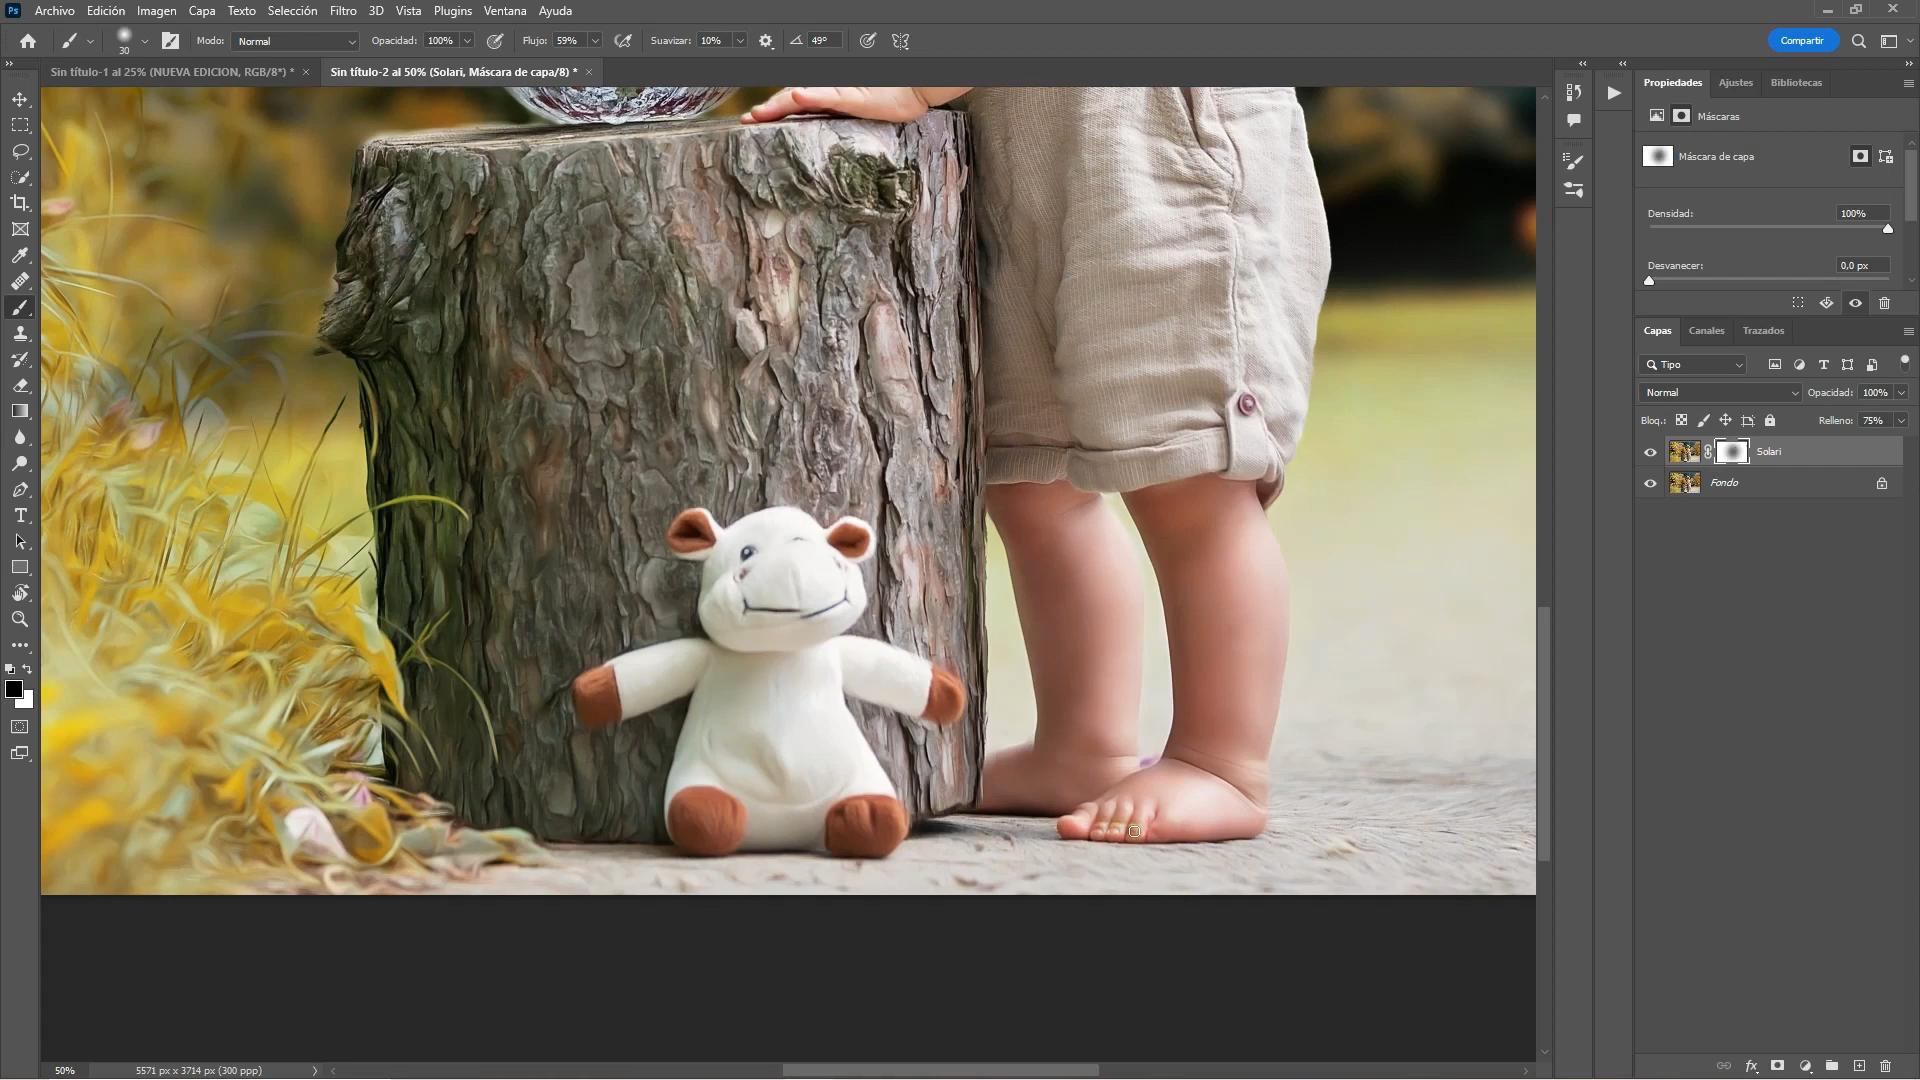 Ps Archivo Edición Imagen Capa Texto Selección Filtro 3D Vista Plugins Ventana Ayuda
30 Modo: Normal Opacidad: 100% Flujo: 59% Suavizar: 10% 49° Compartir
Sin título-1 al 25% (NUEVA EDICION, RGB/8*) * × Sin título-2 al 50% (Solari, Máscara de capa/8) * ×
Propiedades Ajustes Bibliotecas
Máscaras
Máscara de capa
Densidad: 100%
Desvanecer: 0,0 px
Capas Canales Trazados
Tipo
Normal Opacidad: 100%
Bloq.: Relleno: 75%
Solari
Fondo
50% 5571 px x 3714 px (300 ppp)